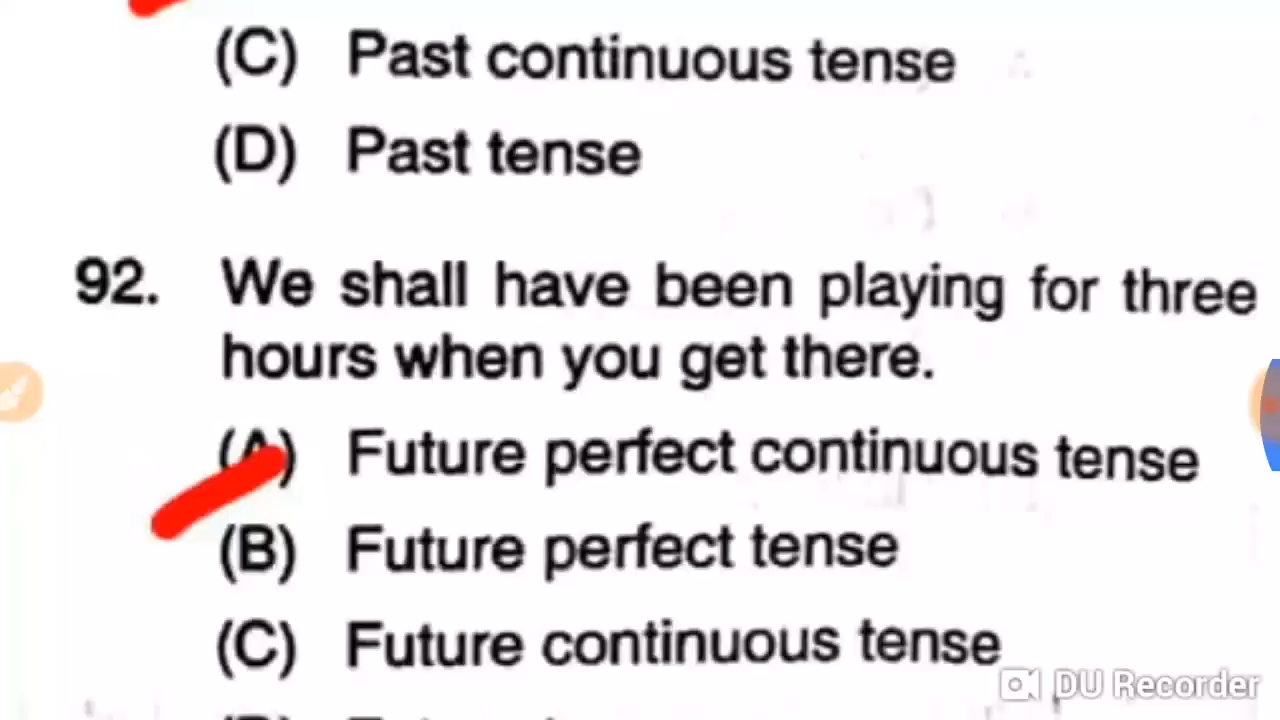 (C) Past continuous tense
(D) Past tense
92. We shall have been playing for three
hours when you get there.
(A) Future perfect continuous tense
(B) Future perfect tense
(C) Future continuous tense
DU Recorder